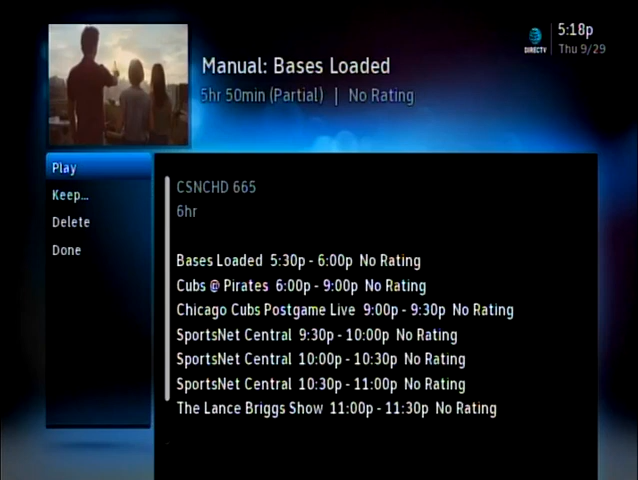 Manual: Bases Loaded
5hr 50min (Partial) | No Rating
DIRECTV
5:18p
Thu 9/29
Play
Keep...
Delete
Done
CSNCHD 665
6hr
Bases Loaded 5:30p - 6:00p No Rating
Cubs @ Pirates 6:00p - 9:00p No Rating
Chicago Cubs Postgame Live 9:00p - 9:30p No Rating
SportsNet Central 9:30p - 10:00p No Rating
SportsNet Central 10:00p - 10:30p No Rating
SportsNet Central 10:30p - 11:00p No Rating
The Lance Briggs Show 11:00p - 11:30p No Rating